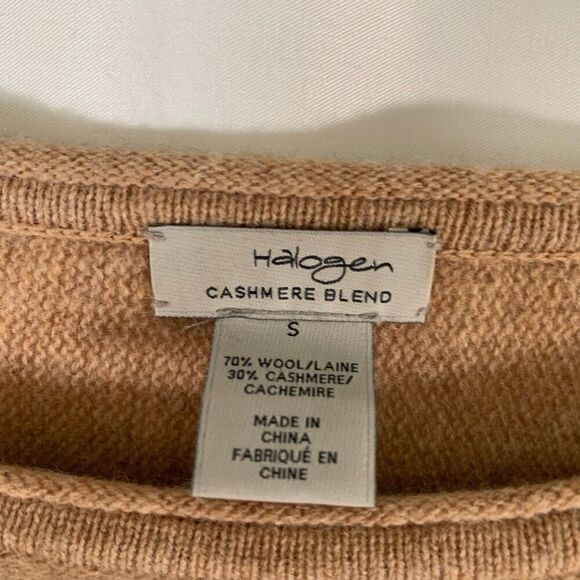 Halogen
CASHMERE BLEND
S
70% WOOL/LAINE
30% CASHMERE/
CACHEMIRE
MADE IN
CHINA
FABRIQUÉ EN
CHINE